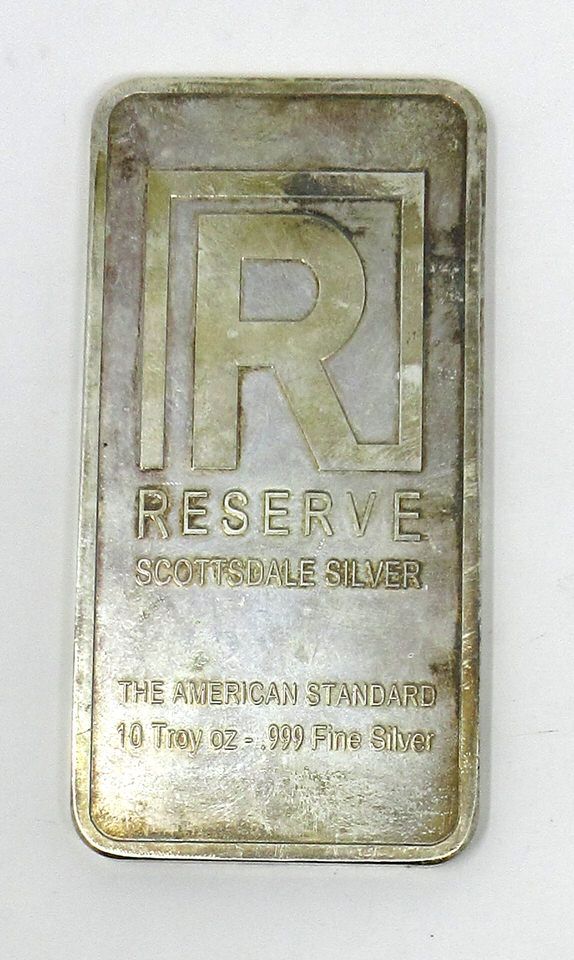 R
RESERVE
SCOTTSDALE SILVER
THE AMERICAN STANDARD
10 Troy oz - .999 Fine Silver